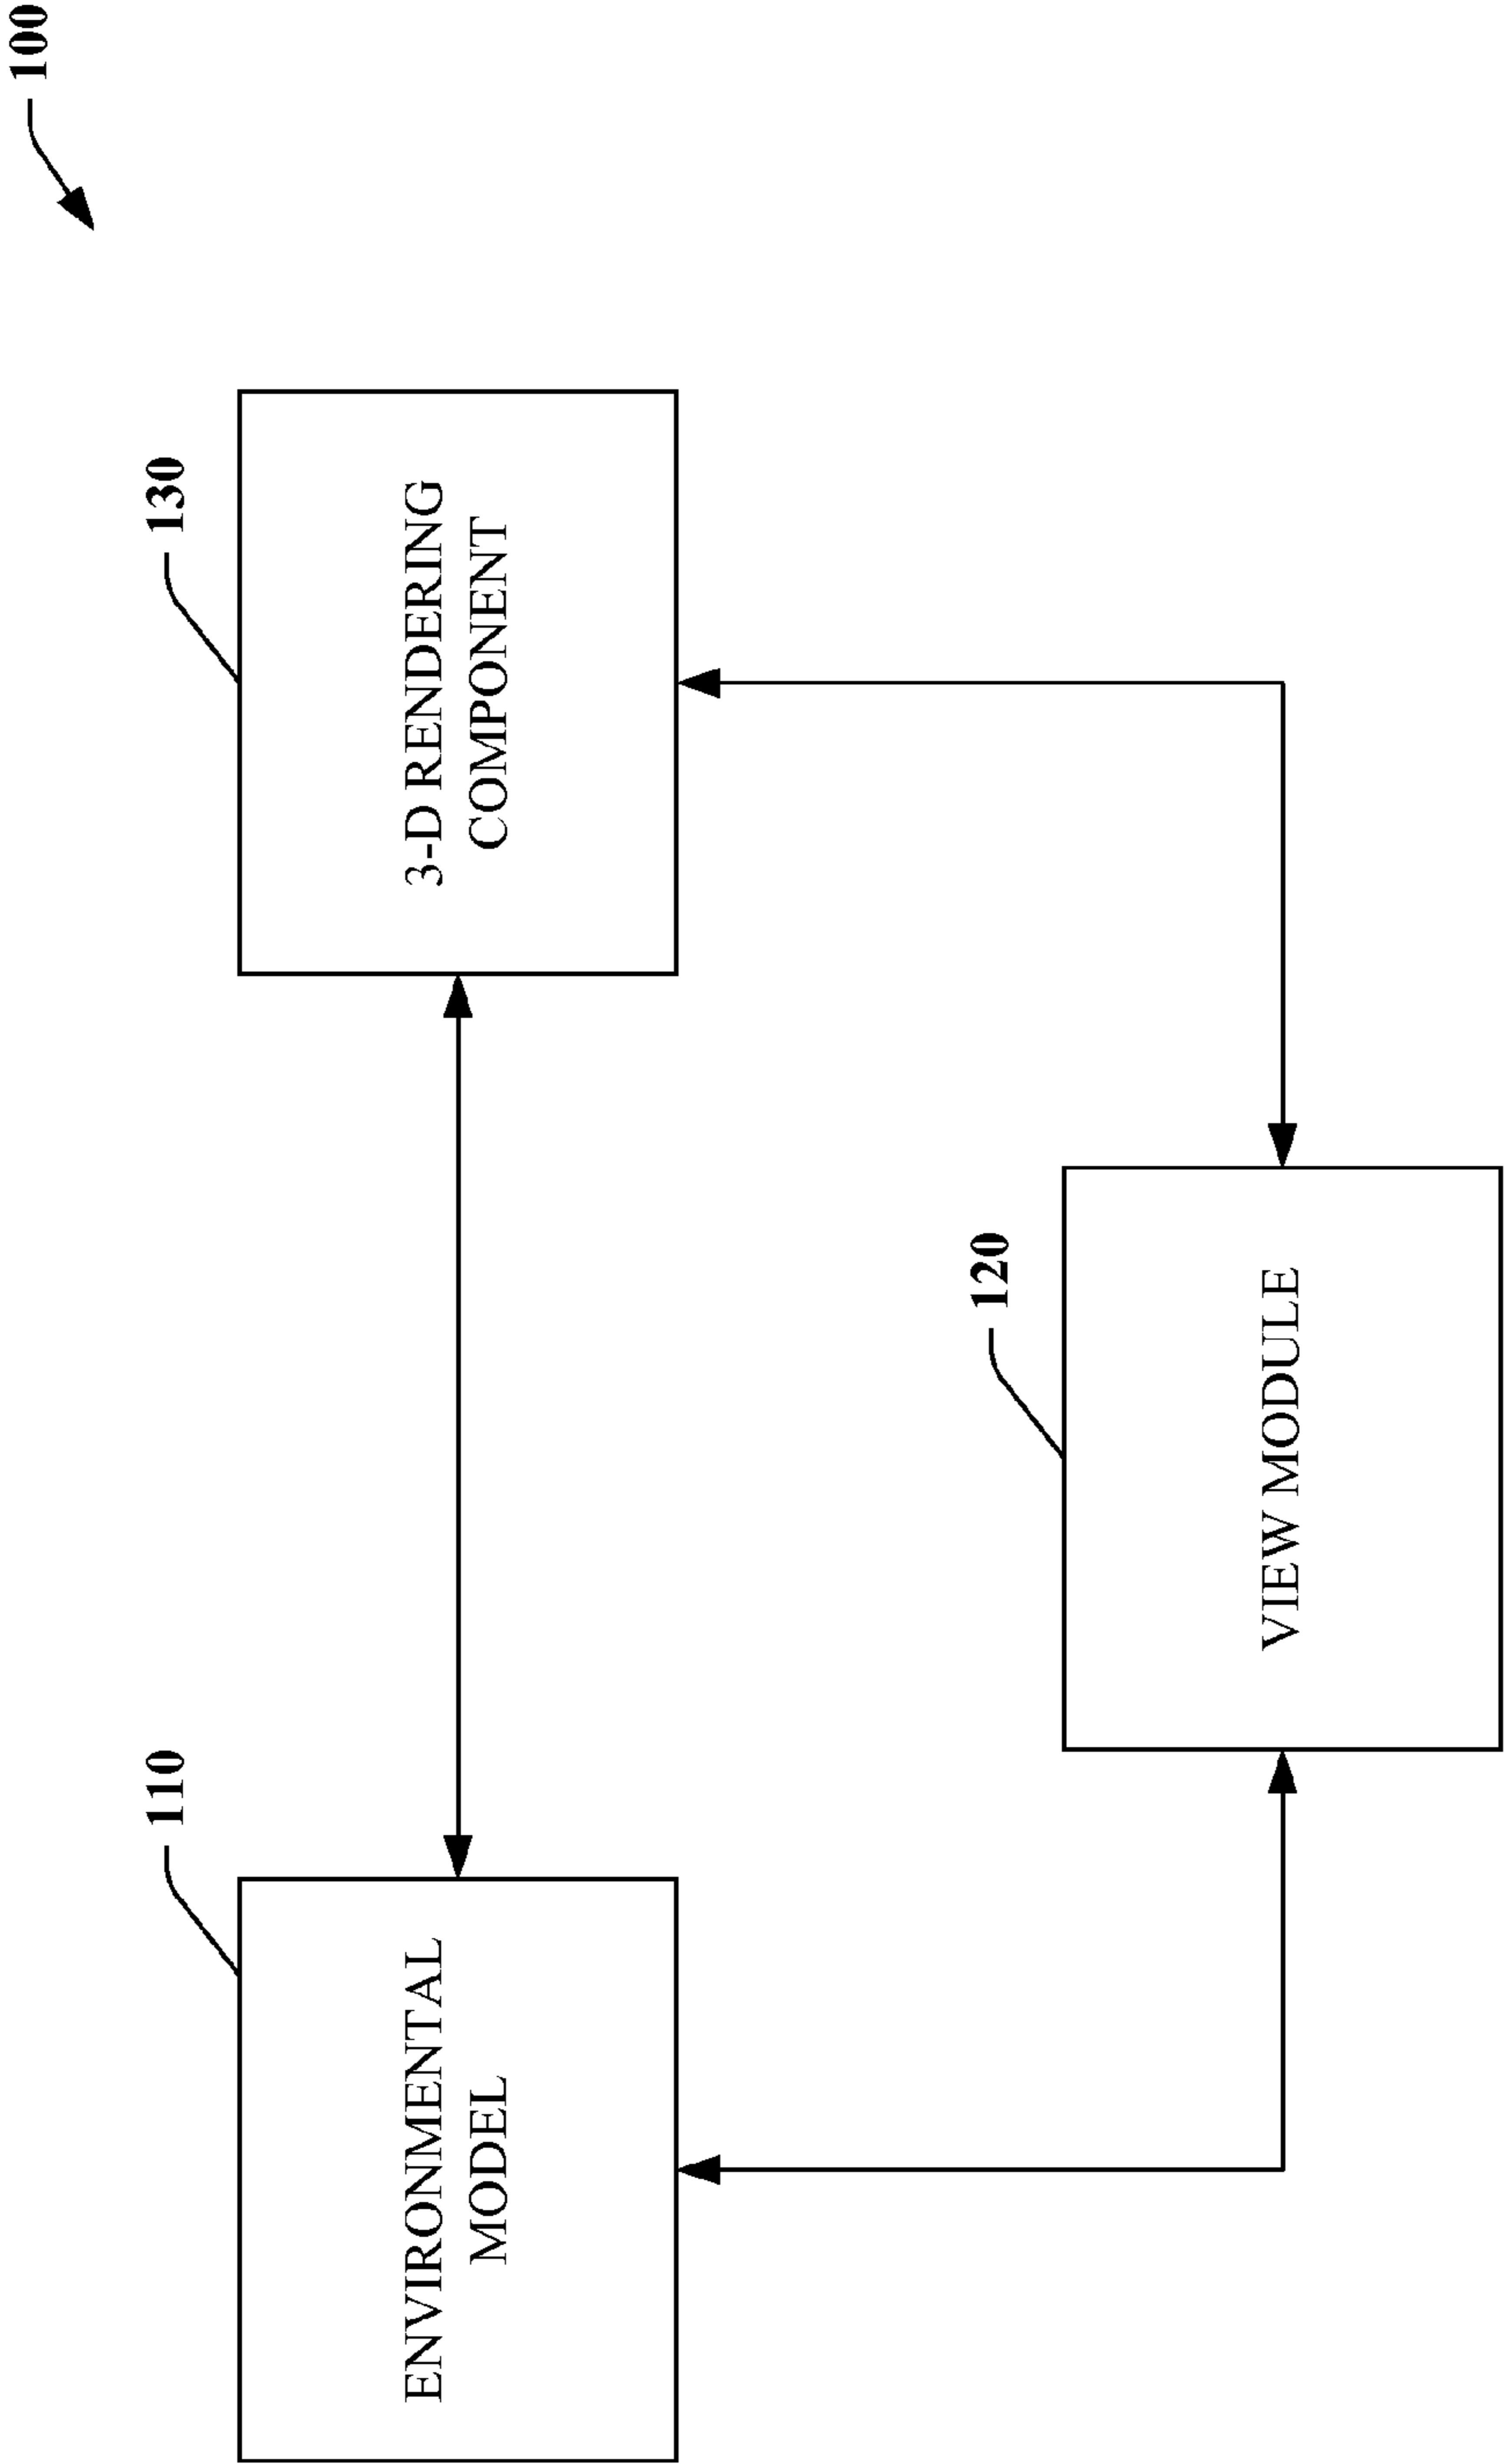 100
110
130
ENVIRONMENTAL
MODEL
3-D RENDERING
COMPONENT
120
VIEW MODULE